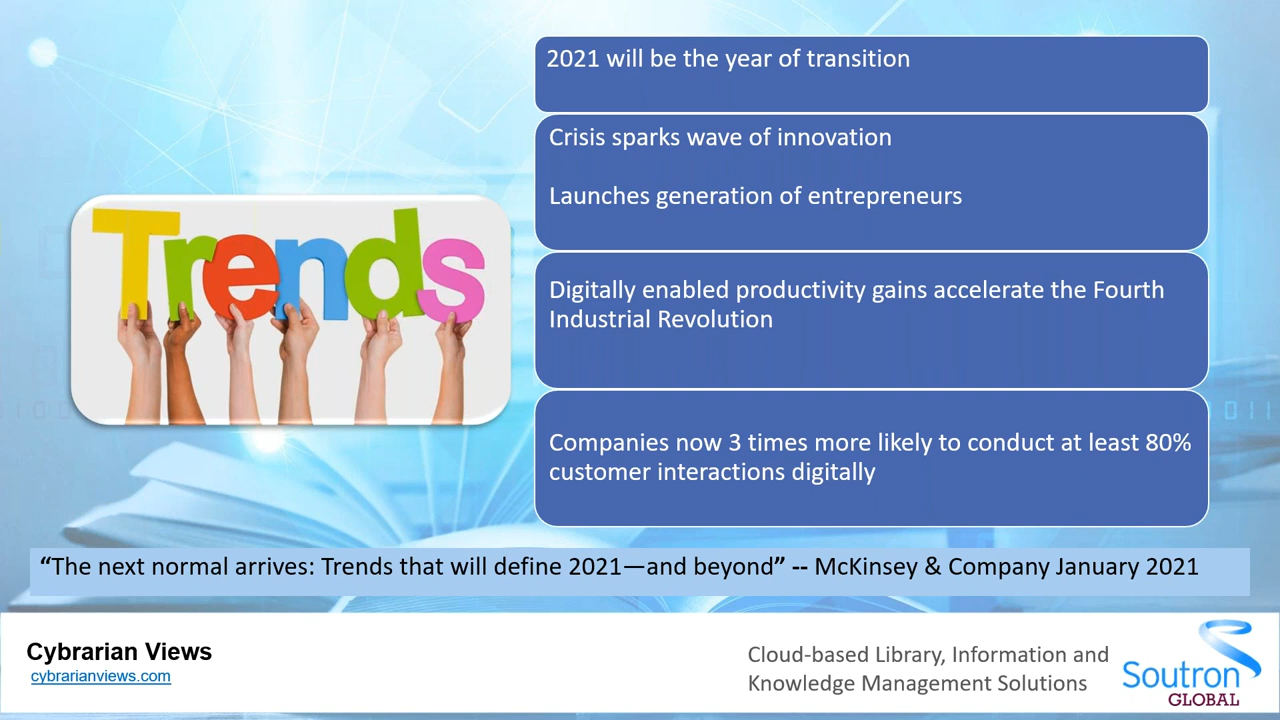 Trends
2021 will be the year of transition
Crisis sparks wave of innovation
Launches generation of entrepreneurs
Digitally enabled productivity gains accelerate the Fourth
Industrial Revolution
Companies now 3 times more likely to conduct at least 80%
customer interactions digitally
“The next normal arrives: Trends that will define 2021—and beyond” -- McKinsey & Company January 2021
Cybrarian Views
cybrarianviews.com
Cloud-based Library, Information and
Knowledge Management Solutions
Soutron
GLOBAL